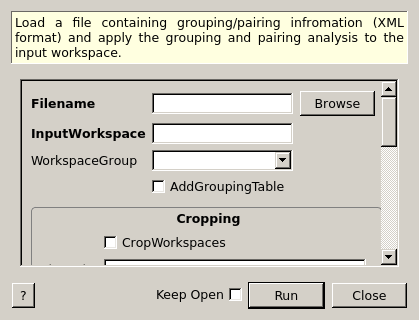 Load a file containing grouping/pairing infromation (XML
format) and apply the grouping and pairing analysis to the
input workspace.
Filename
Browse
InputWorkspace
WorkspaceGroup
AddGroupingTable
Cropping
CropWorkspaces
?
Keep Open
Run
Close